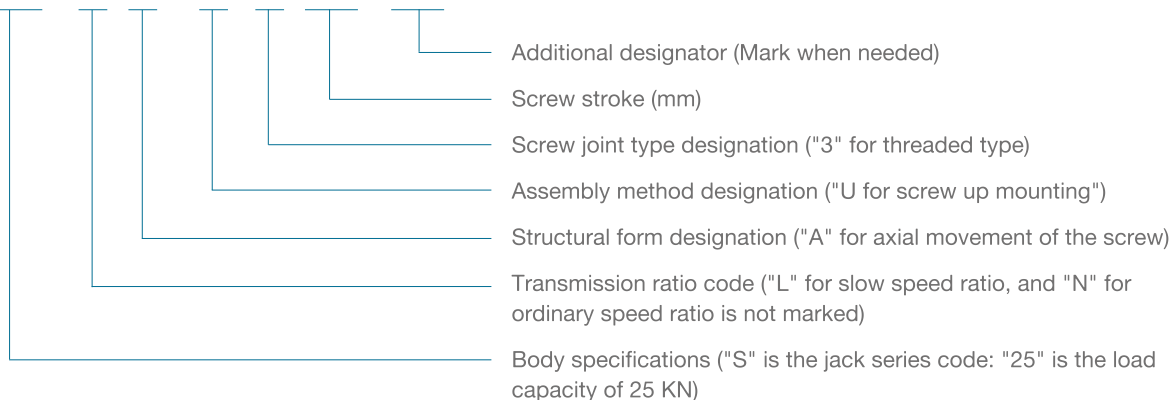 Additional designator (Mark when needed)
Screw stroke (mm)
Screw joint type designation ("3" for threaded type)
Assembly method designation ("U for screw up mounting")
Structural form designation ("A" for axial movement of the screw)
Transmission ratio code ("L" for slow speed ratio, and "N" for
ordinary speed ratio is not marked)
Body specifications ("S" is the jack series code: "25" is the load
capacity of 25 KN)